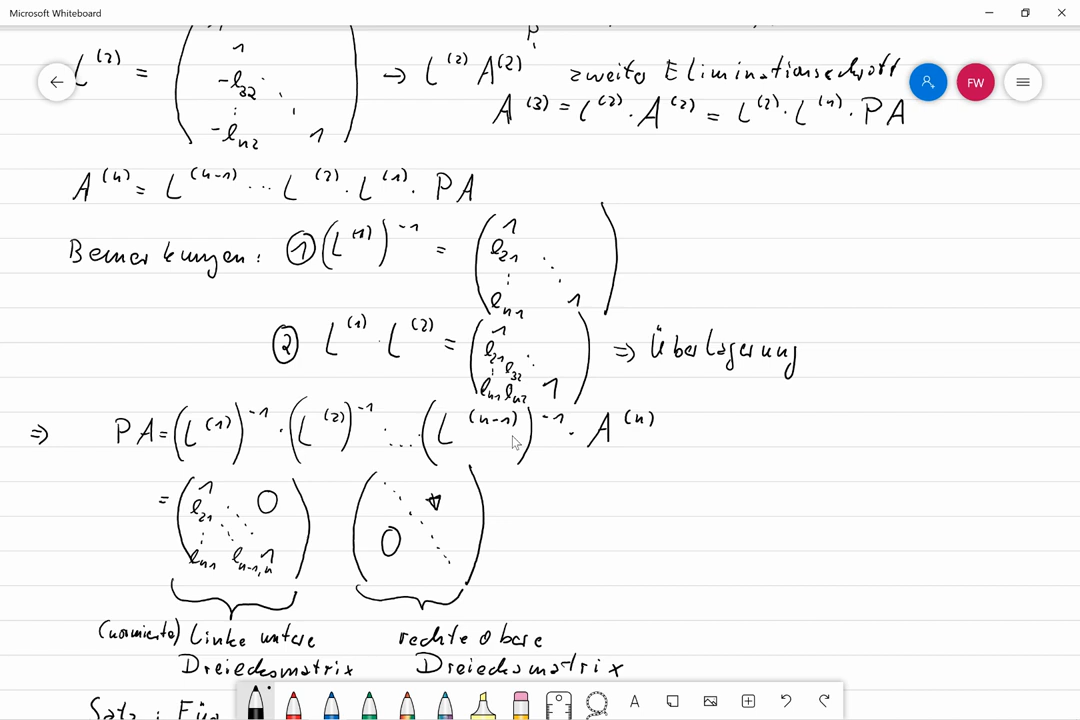 Microsoft Whiteboard
P
L^(2) = ( 1 -l_32 ⋱ ⋮ -l_n2 1 ) → L^(2) A^(2) zweiter Eliminationsschritt
FW
A^(3) = L^(2) · A^(2) = L^(2) · L^(1) · PA
A^(n) = L^(n-1) ... L^(2) · L^(1) · PA
Bemerkungen: ① (L^(1))^-1 = ( 1 l_21 ⋱ ⋮ l_n1 1 )
② L^(1) · L^(2) = ( 1 l_21 ⋱ ⋮ l_32 l_n1 l_n2 1 ) ⇒ Überlagerung
⇒ PA = (L^(1))^-1 · (L^(2))^-1 ... (L^(n-1))^-1 · A^(n)
= ( 1 0 l_21 ⋱ ⋮ l_n1 l_n-1,n 1 ) ( ⋱ 0 )
(normierte) Linke untere Dreiecksmatrix
rechte obere Dreiecksmatrix
Satz: Für
A